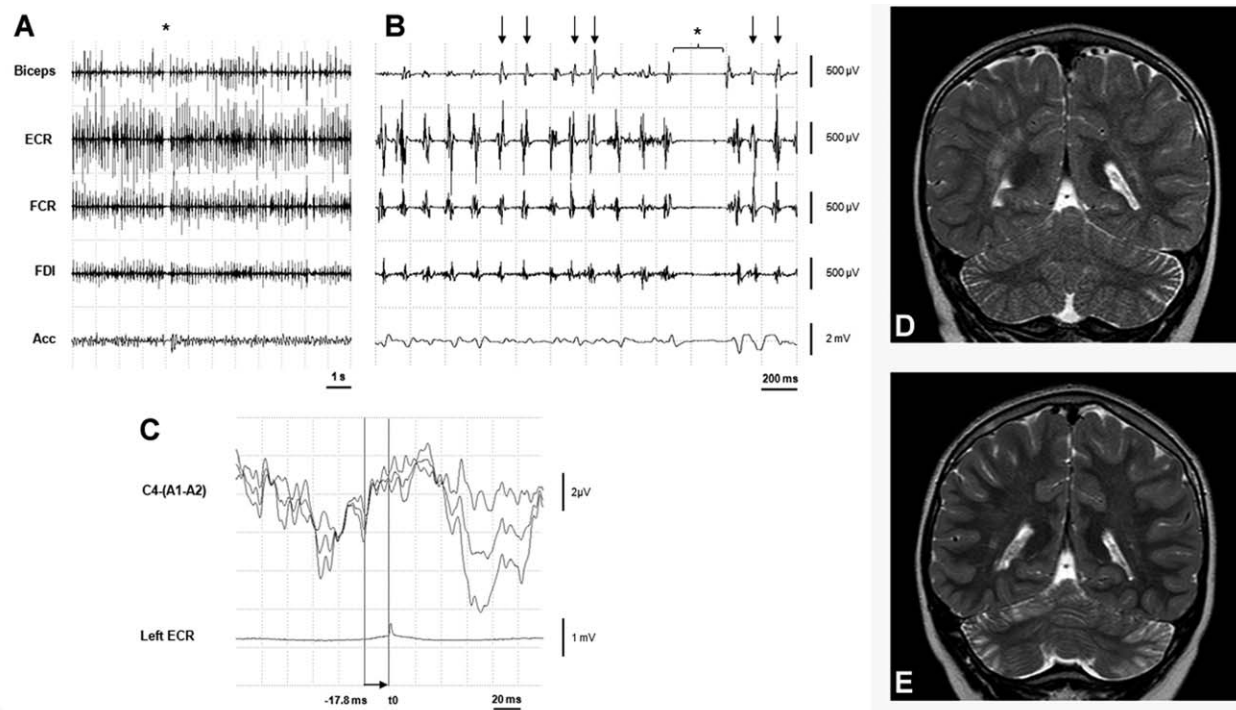 A
*
B
*
Biceps
500 µV
ECR
500 µV
FCR
500 µV
FDI
500 µV
Acc
2 mV
1 s
200 ms
C
C4-(A1-A2)
2µV
Left ECR
1 mV
-17.8 ms
t0
20 ms
D
E